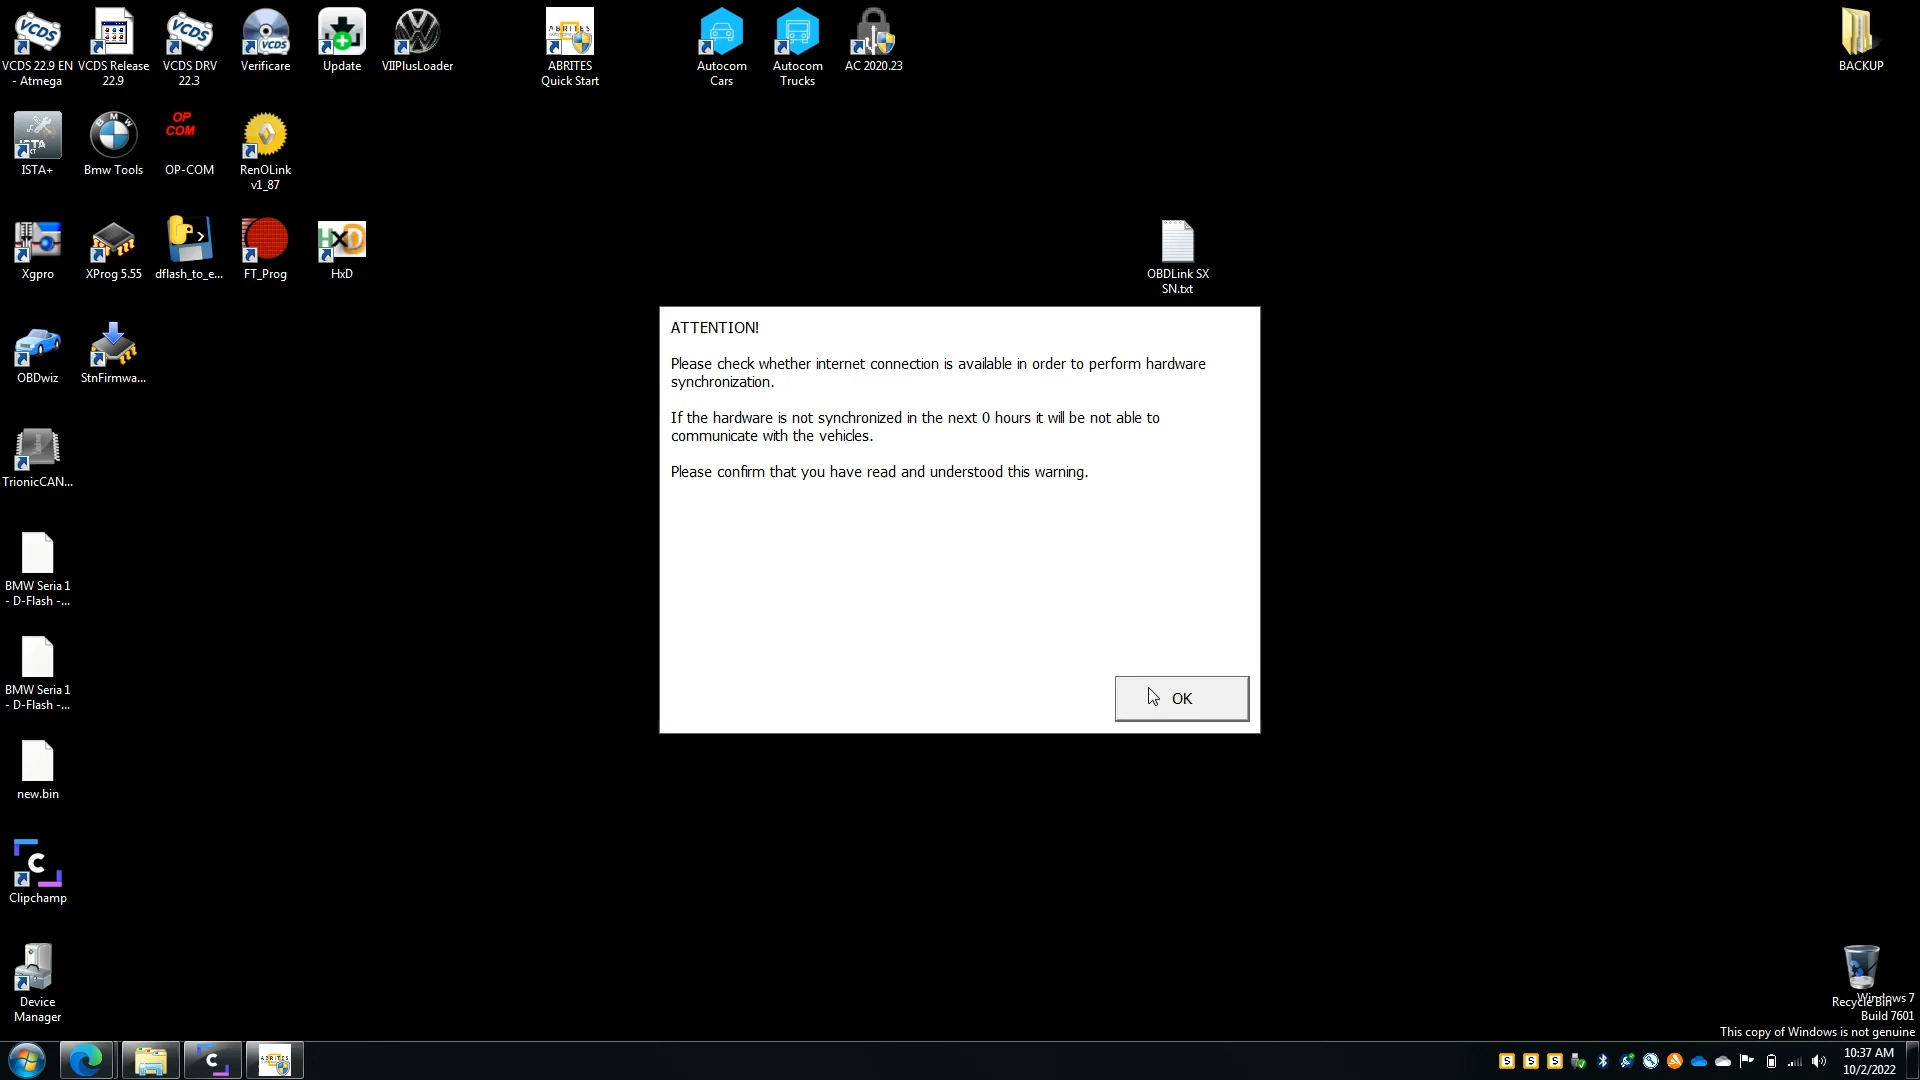 VCDS 22.9 EN
- Atmega
VCDS Release
22.9
VCDS DRV
22.3
Verificare
Update
VIIPlusLoader
ABRITES
Quick Start
Autocom
Cars
Autocom
Trucks
AC 2020.23
BACKUP
ISTA+
Bmw Tools
OP
COM
OP-COM
RenOLink
v1_87
Xgpro
XProg 5.55
dflash_to_e...
FT_Prog
HxD
HxD
OBDLink SX
SN.txt
OBDwiz
StnFirmwa...
TrionicCAN...
BMW Seria 1
- D-Flash -...
BMW Seria 1
- D-Flash -...
new.bin
Clipchamp
Device
Manager
ATTENTION!
Please check whether internet connection is available in order to perform hardware
synchronization.
If the hardware is not synchronized in the next 0 hours it will be not able to
communicate with the vehicles.
Please confirm that you have read and understood this warning.
OK
Recycle Bin
Windows 7
Build 7601
This copy of Windows is not genuine
10:37 AM
10/2/2022